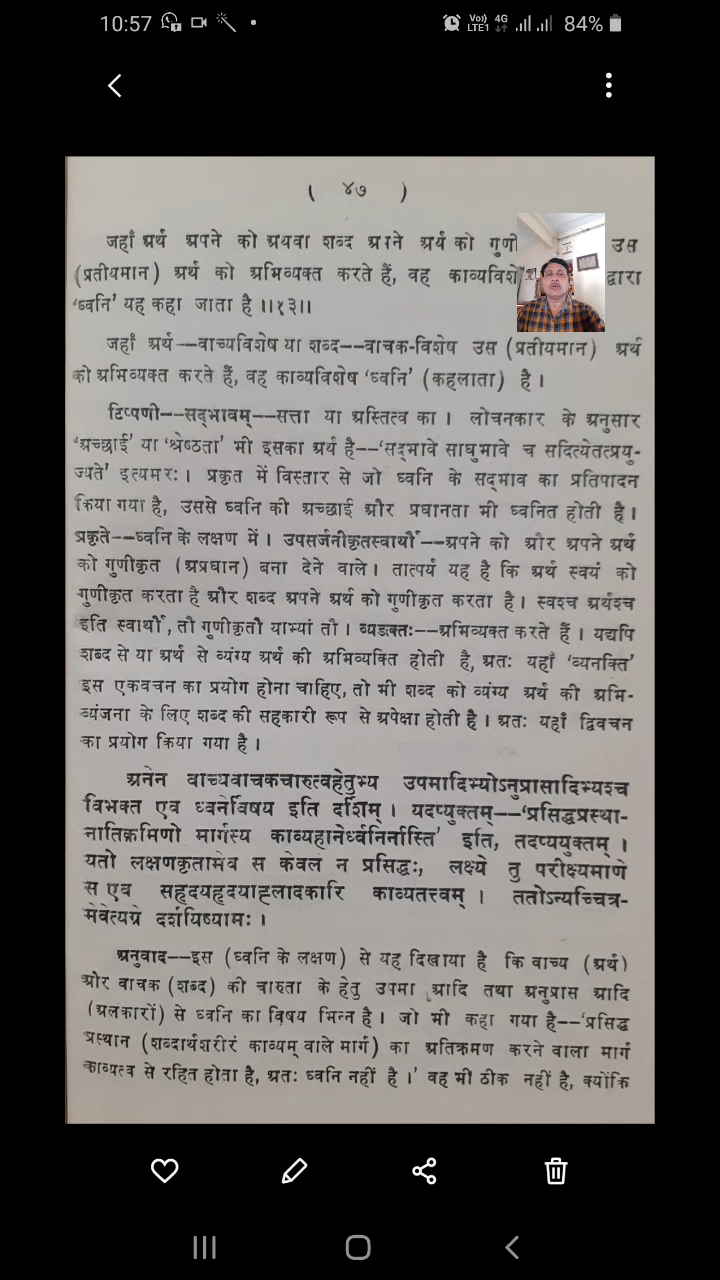 10:57 Vo)) LTE1 4G 84%
( ४७ )
जहाँ अर्थ अपने को अथवा शब्द अपने अर्थ को गुणी उस
(प्रतीयमान) अर्थ को अभिव्यक्त करते हैं, वह काव्यविशे द्वारा
'ध्वनि' यह कहा जाता है ।।१३।।
जहाँ अर्थ—वाच्यविशेष या शब्द—वाचक-विशेष उस (प्रतीयमान) अर्थ
को अभिव्यक्त करते हैं, वह काव्यविशेष 'ध्वनि' (कहलाता) है ।
टिप्पणी—सद्भावम्—सत्ता या अस्तित्व का । लोचनकार के अनुसार
'अच्छाई' या 'श्रेष्ठता' भी इसका अर्थ है—'सद्भावे साधुभावे च सदित्येतत्प्रयु-
ज्यते' इत्यमरः । प्रकृत में विस्तार से जो ध्वनि के सद्भाव का प्रतिपादन
किया गया है, उससे ध्वनि की अच्छाई और प्रधानता भी ध्वनित होती है ।
प्रकृते—ध्वनि के लक्षण में । उपसर्जनीकृतस्वार्थौ—अपने को और अपने अर्थ
को गुणीकृत (अप्रधान) बना देने वाले । तात्पर्य यह है कि अर्थ स्वयं को
गुणीकृत करता है और शब्द अपने अर्थ को गुणीकृत करता है । स्वश्च अर्थश्च
इति स्वार्थौ, तौ गुणीकृतौ याभ्यां तौ । व्यङक्तः—अभिव्यक्त करते हैं । यद्यपि
शब्द से या अर्थ से व्यंग्य अर्थ की अभिव्यक्ति होती है, अतः यहाँ 'व्यनक्ति'
इस एकवचन का प्रयोग होना चाहिए, तो भी शब्द को व्यंग्य अर्थ की अभि-
व्यंजना के लिए शब्द की सहकारी रूप से अपेक्षा होती है । अतः यहाँ द्विवचन
का प्रयोग किया गया है ।
अनेन वाच्यवाचकचारुत्वहेतुभ्य उपमादिभ्योऽनुप्रासादिभ्यश्च
विभक्त एव ध्वनेर्विषय इति दर्शिम् । यदप्युक्तम्—'प्रसिद्धप्रस्था-
नातिक्रमिणो मार्गस्य काव्यहानेर्ध्वनिर्नास्ति' इति, तदप्ययुक्तम् ।
यतो लक्षणकृतामेव स केवलं न प्रसिद्धः, लक्ष्ये तु परीक्ष्यमाणे
स एव सहृदयहृदयाह्लादकारि काव्यतत्त्वम् । ततोऽन्यच्चित्र-
मेवेत्यग्रे दर्शयिष्यामः ।
अनुवाद—इस (ध्वनि के लक्षण) से यह दिखाया है कि वाच्य (अर्थ)
और वाचक (शब्द) की चारुता के हेतु उपमा आदि तथा अनुप्रास आदि
(अलंकारों) से ध्वनि का विषय भिन्न है । जो भी कहा गया है—'प्रसिद्ध
प्रस्थान (शब्दार्थशरीरं काव्यम् वाले मार्ग) का अतिक्रमण करने वाला मार्ग
काव्यत्व से रहित होता है, अतः ध्वनि नहीं है ।' वह भी ठीक नहीं है, क्योंकि